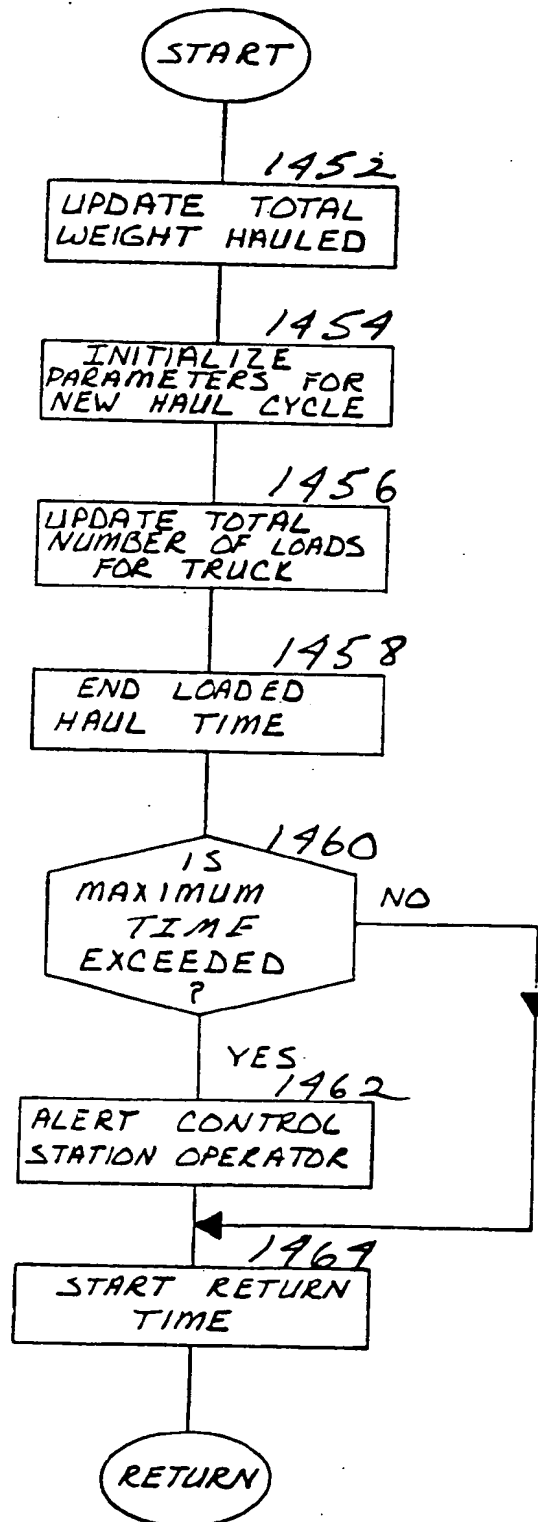 START
1452
UPDATE TOTAL
WEIGHT HAULED
1454
INITIALIZE
PARAMETERS FOR
NEW HAUL CYCLE
1456
UPDATE TOTAL
NUMBER OF LOADS
FOR TRUCK
1458
END LOADED
HAUL TIME
1460
IS
MAXIMUM
TIME
EXCEEDED
?
NO
YES
1462
ALERT CONTROL
STATION OPERATOR
1464
START RETURN
TIME
RETURN